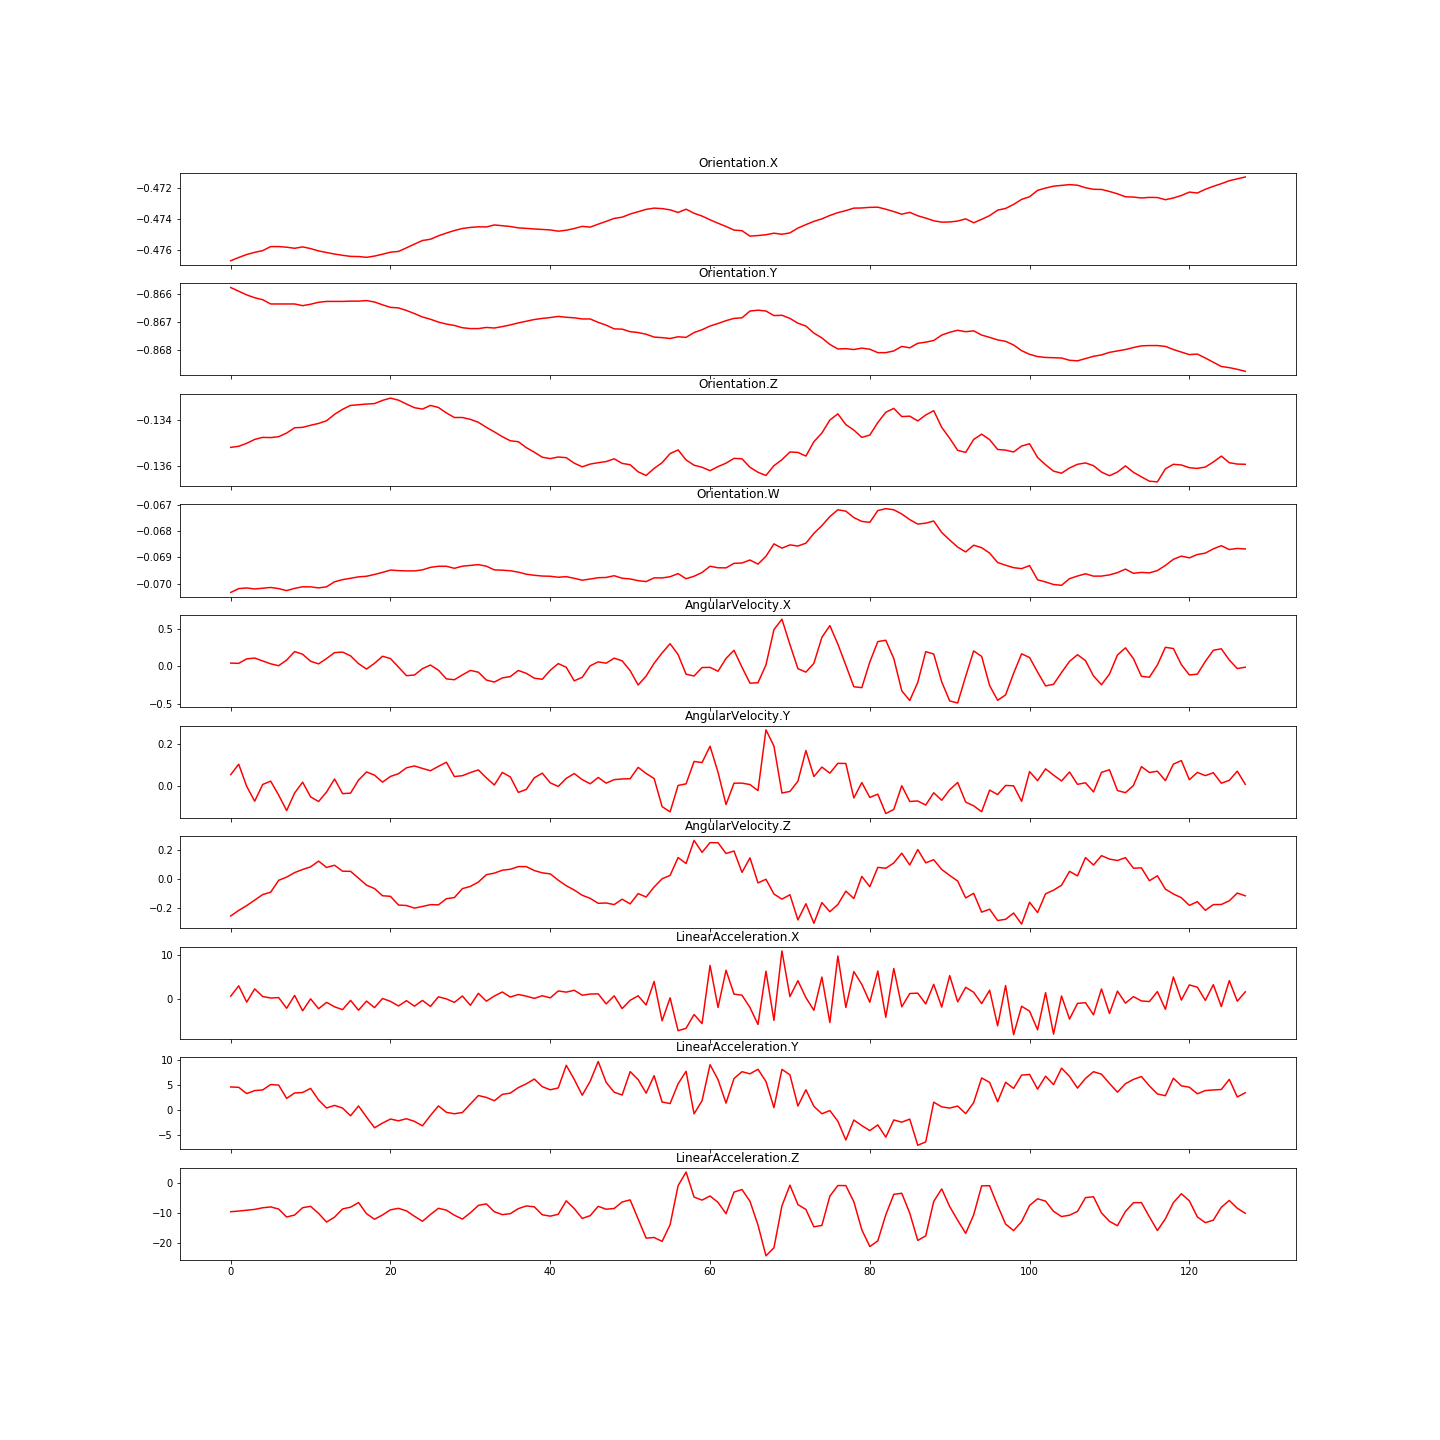 Orientation.X
−0.472
−0.474
−0.476
Orientation.Y
−0.866
−0.867
−0.868
Orientation.Z
−0.134
−0.136
Orientation.W
−0.067
−0.068
−0.069
−0.070
AngularVelocity.X
0.5
0.0
−0.5
AngularVelocity.Y
0.2
0.0
AngularVelocity.Z
0.2
0.0
−0.2
LinearAcceleration.X
10
0
LinearAcceleration.Y
10
5
0
−5
LinearAcceleration.Z
0
−10
−20
0 20 40 60 80 100 120